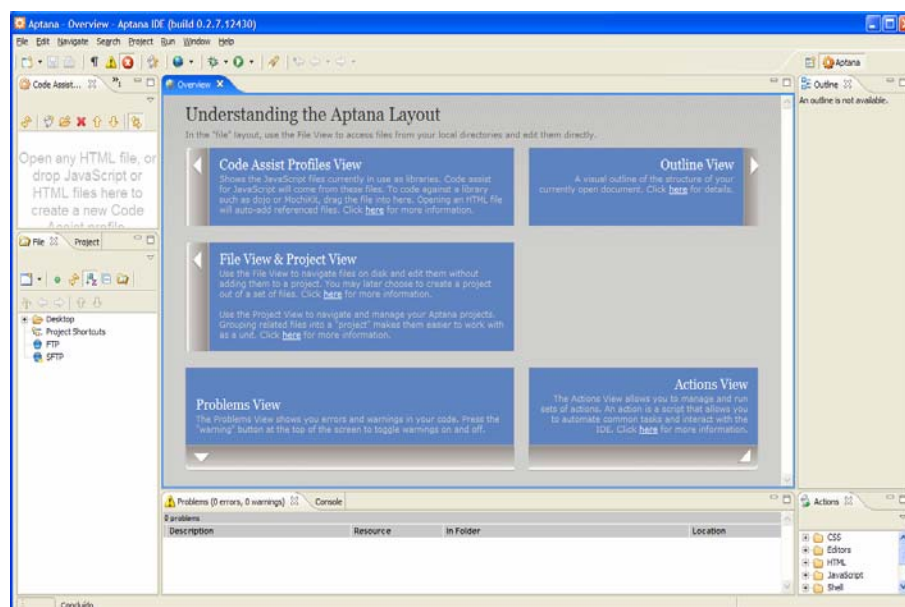 Aptana - Overview - Aptana IDE (build 0.2.7.12430)
File Edit Navigate Search Project Run Window Help
Aptana
Code Assist...
Overview
Outline
An outline is not available.
Understanding the Aptana Layout
In the "file" layout, use the File View to access files from your local directories and edit them directly.
Code Assist Profiles View
Shows the JavaScript files currently in use as libraries. Code assist
for JavaScript will come from these files. To code against a library
such as dojo or MochiKit, drag the file into here. Opening an HTML file
will auto-add referenced files. Click here for more information.
Outline View
A visual outline of the structure of your
currently open document. Click here for details.
Open any HTML file, or
drop JavaScript or
HTML files here to
create a new Code
Assist profile
File Project
File View & Project View
Use the File View to navigate files on disk and edit them without
adding them to a project. You may later choose to create a project
out of a set of files. Click here for more information.
Use the Project View to navigate and manage your Aptana projects.
Grouping related files into a "project" makes them easier to work with
as a unit. Click here for more information.
Desktop
Project Shortcuts
FTP
SFTP
Problems View
The Problems View shows you errors and warnings in your code. Press the
"warning" button at the top of the screen to toggle warnings on and off.
Actions View
The Actions View allows you to manage and run
sets of actions. An action is a script that allows you
to automate common tasks and interact with the
IDE. Click here for more information.
Problems (0 errors, 0 warnings) Console
0 problems
Description Resource In Folder Location
Actions
CSS
Editors
HTML
JavaScript
Shell
Concluído